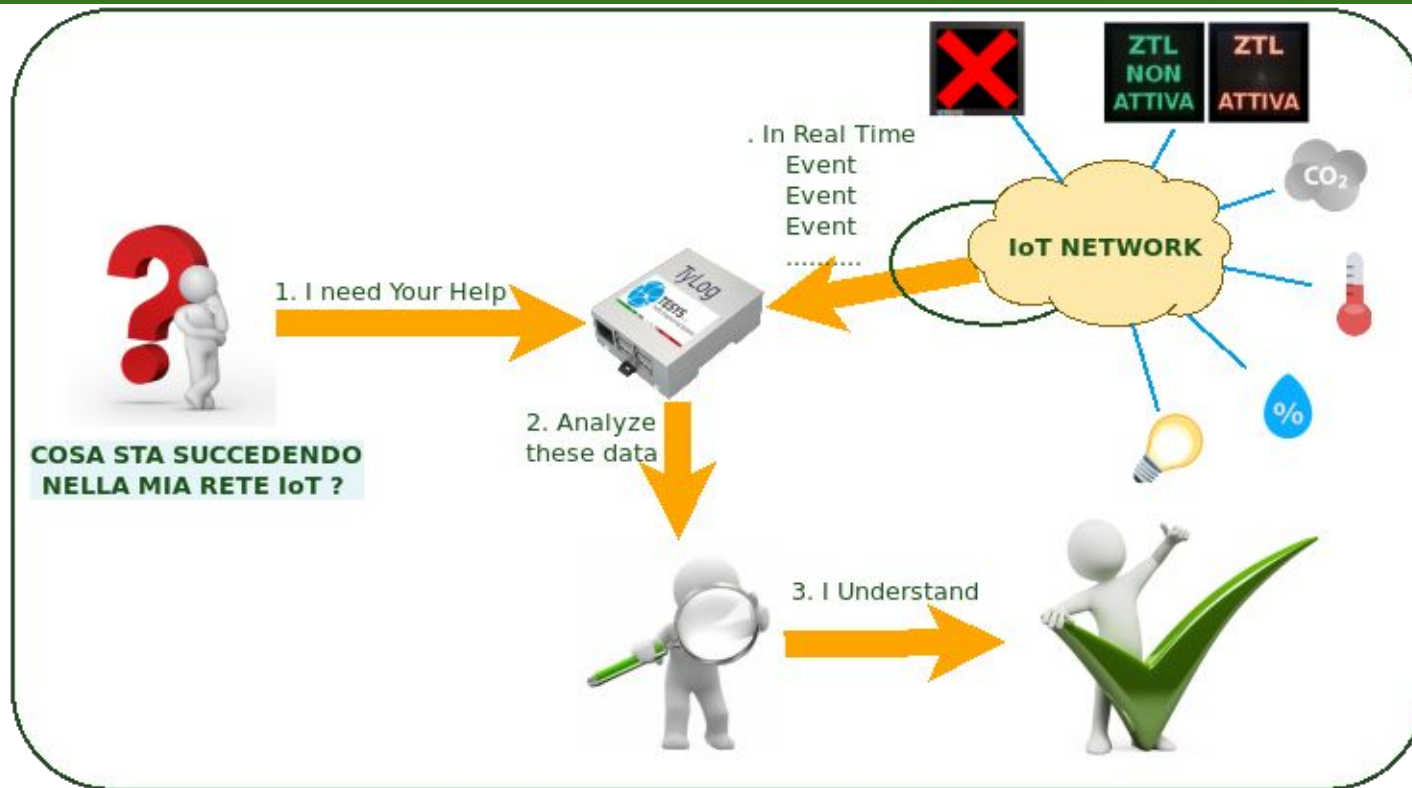 ZTL
NON
ATTIVA
ZTL
ATTIVA
. In Real Time
Event
Event
Event
..........
CO₂
IoT NETWORK
1. I need Your Help
TyLog
TESYS
%
2. Analyze
these data
COSA STA SUCCEDENDO
NELLA MIA RETE IoT ?
3. I Understand